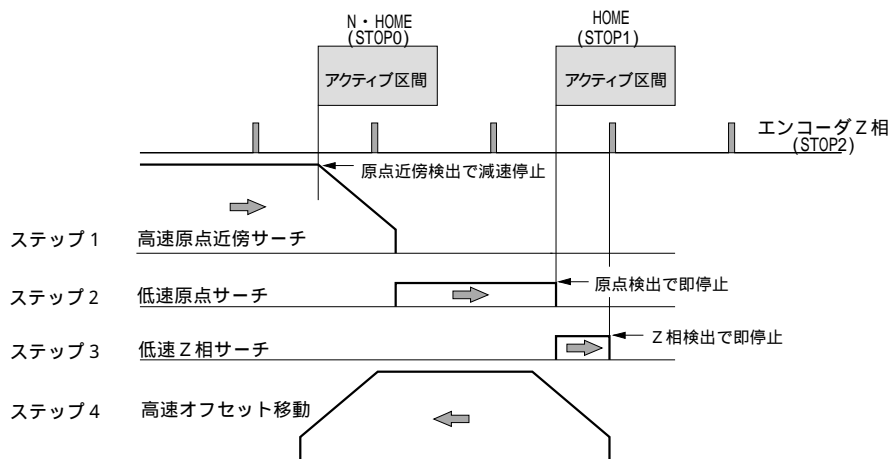 N・HOME
(STOP0)
HOME
(STOP1)
アクティブ区間
アクティブ区間
エンコーダＺ相
(STOP2)
原点近傍検出で減速停止
ステップ１ 高速原点近傍サーチ
原点検出で即停止
ステップ２ 低速原点サーチ
Ｚ相検出で即停止
ステップ３ 低速Ｚ相サーチ
ステップ４ 高速オフセット移動